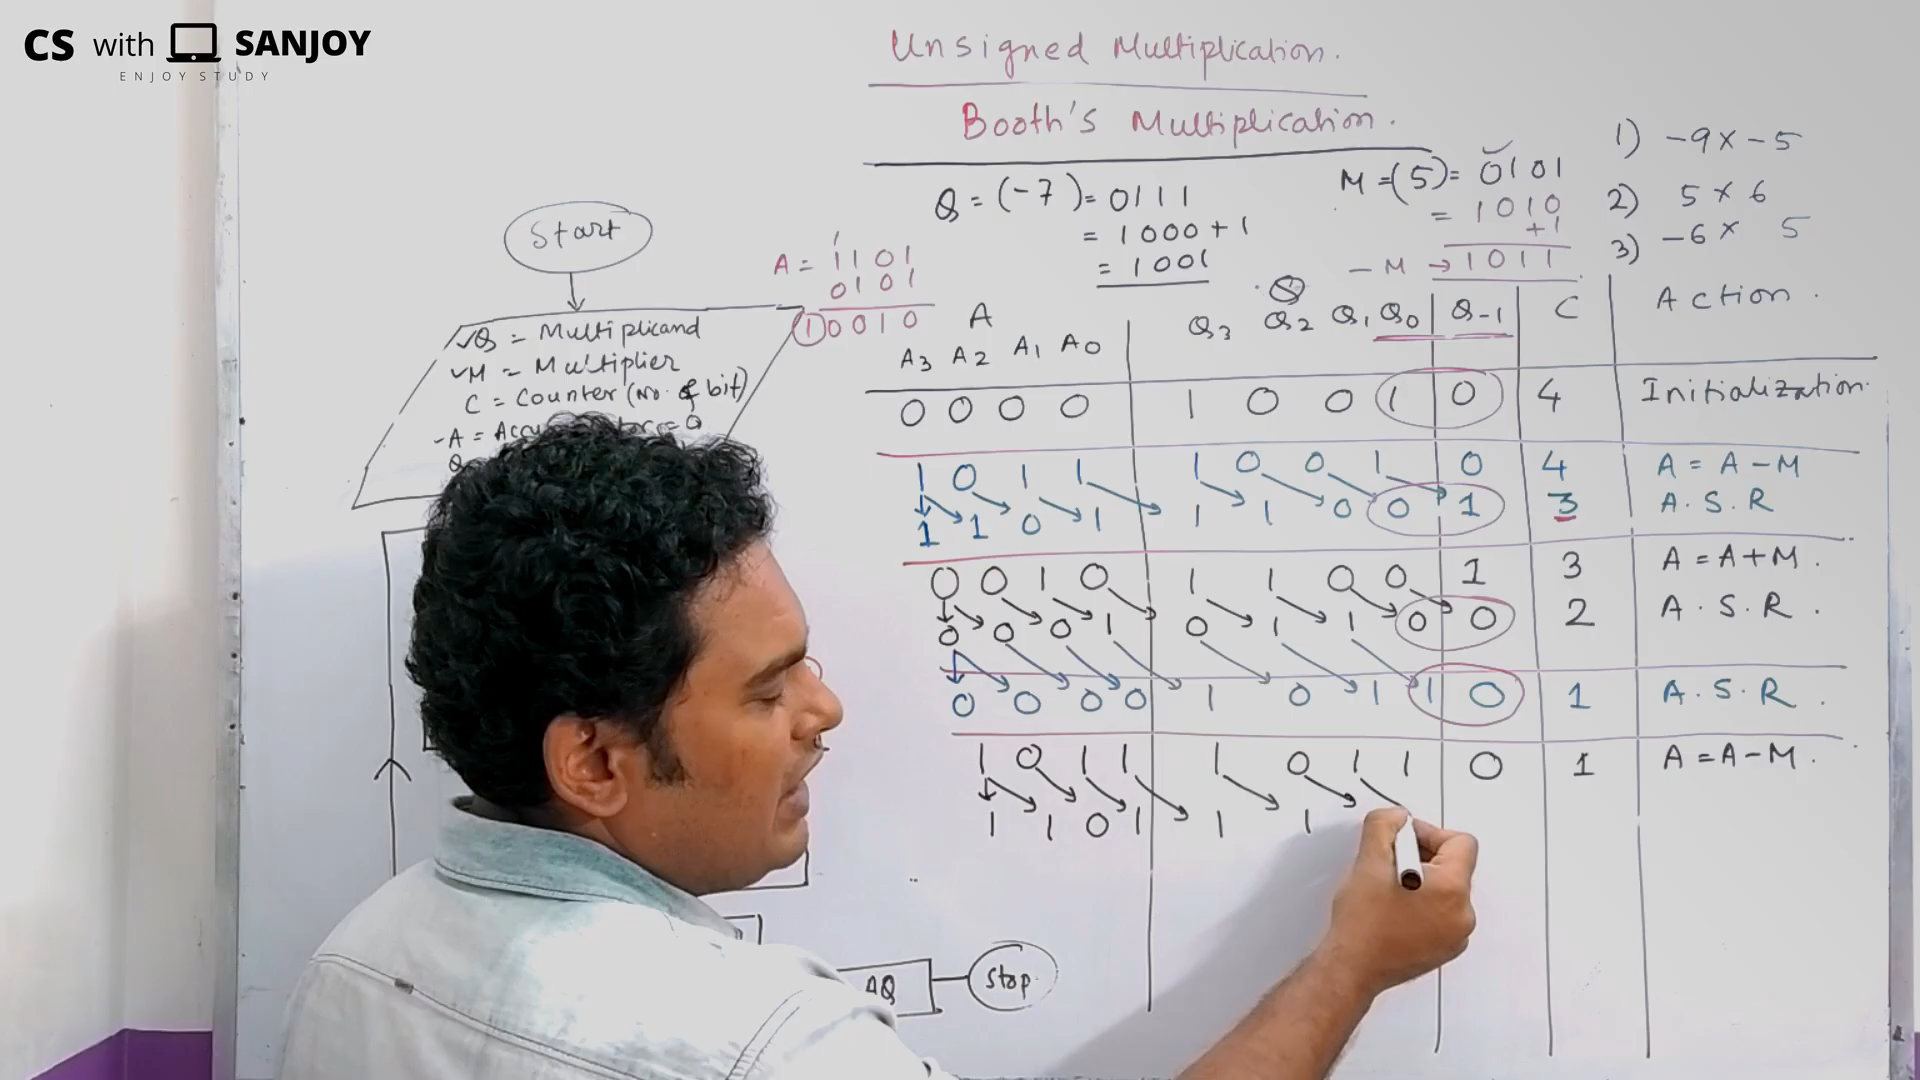 CS with SANJOY
ENJOY STUDY
Unsigned Multiplication.
Booth's Multiplication.
Q = (-7) = 0111
= 1000 + 1
= 1001
M = (5) = 0101
= 1010
+1
- M → 1011
1) -9 x -5
2) 5 x 6
3) -6 x 5
Start
Q = Multiplicand
M = Multiplier
C = Counter (No. of bit)
- A =
A = 1101
1
0101
10010
A
Q
C
Action.
A3 A2 A1 A0 Q3 Q2 Q1 Q0 Q-1
0 0 0 0 1 0 0 1 0 4 Initialization.
1 0 1 1 1 0 0 1 0 4 A = A - M
1 1 0 1 1 1 0 0 1 3 A.S.R
0 0 1 0 1 1 0 0 1 3 A = A + M.
0 0 0 1 0 1 1 0 0 2 A.S.R.
0 0 0 0 1 0 1 1 0 1 A.S.R.
1 0 1 1 1 0 1 1 0 1 A = A - M.
1 1 0 1 1 1
AQ
Stop.